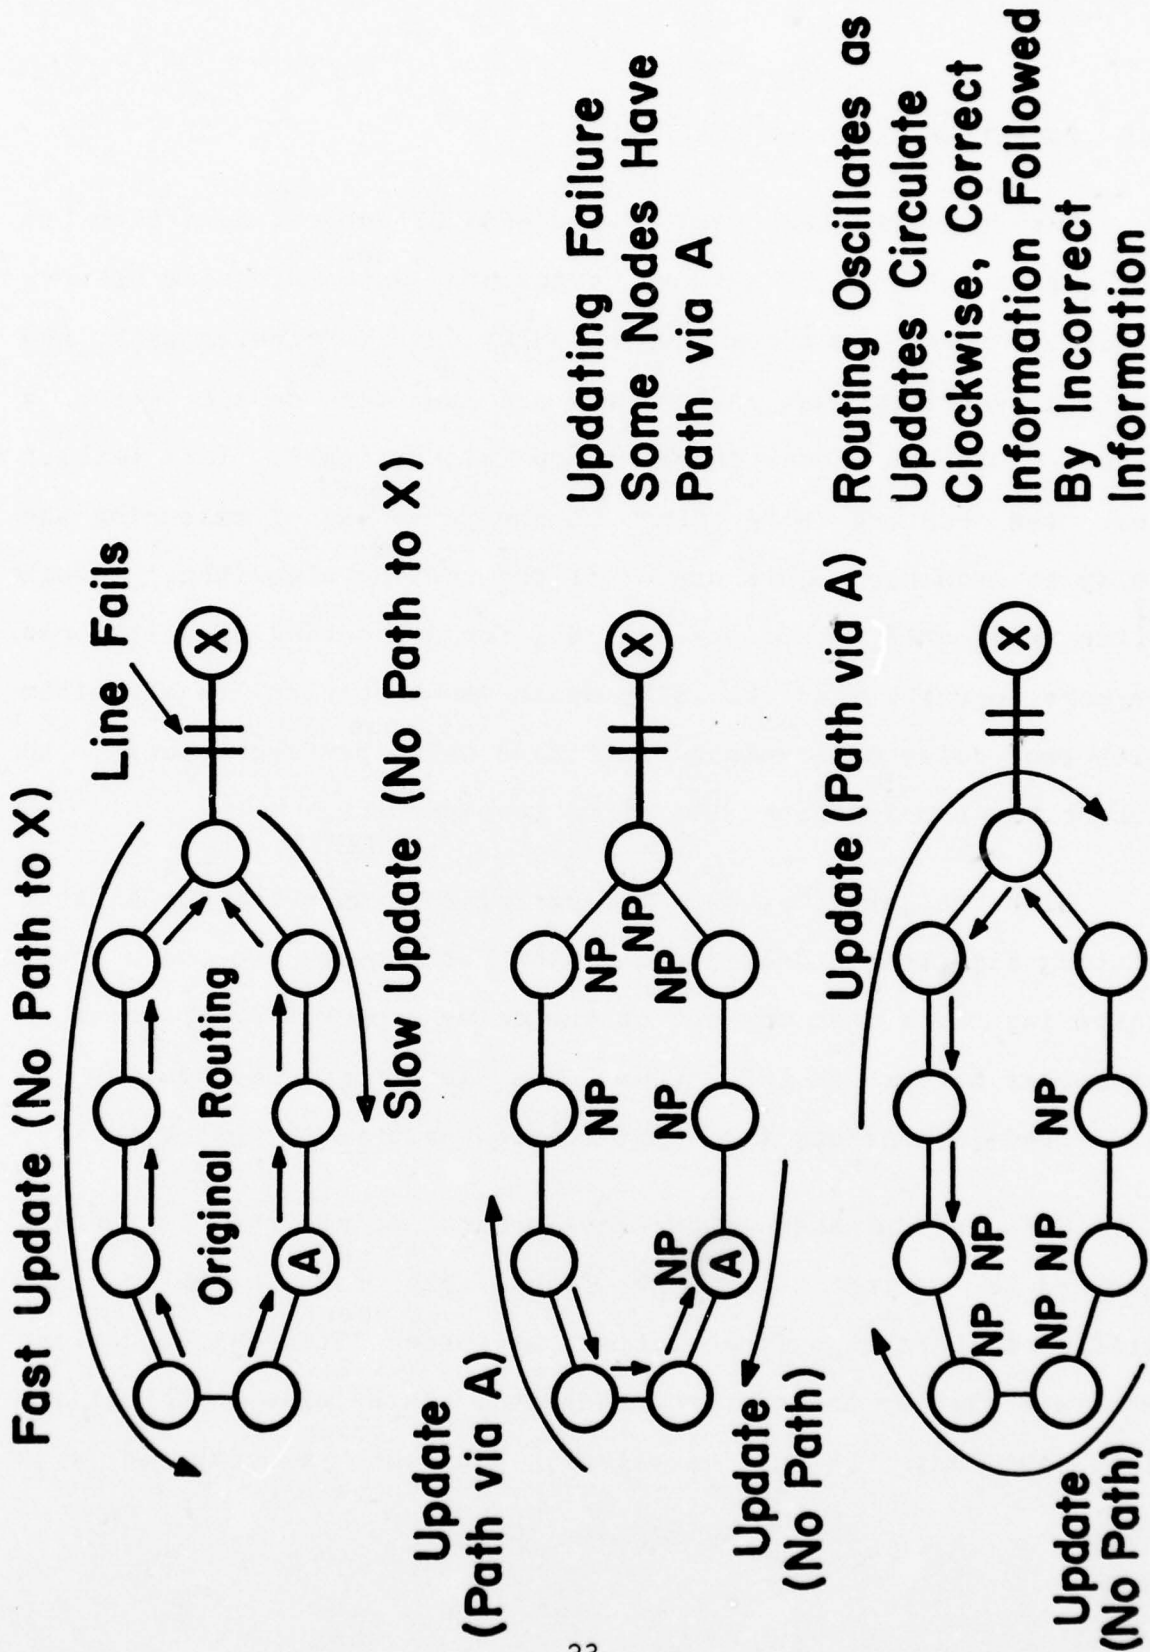 Fast Update (No Path to X)
Line Fails
X
Original Routing
A
Slow Update (No Path to X)
Update
(Path via A)
NP
NP
NP
NP
NP
NP
A
X
Update
(No Path)
Updating Failure
Some Nodes Have
Path via A
Update (Path via A)
X
NP
NP
NP
NP
NP
Update
(No Path)
Routing Oscillates as
Updates Circulate
Clockwise, Correct
Information Followed
By Incorrect
Information
23